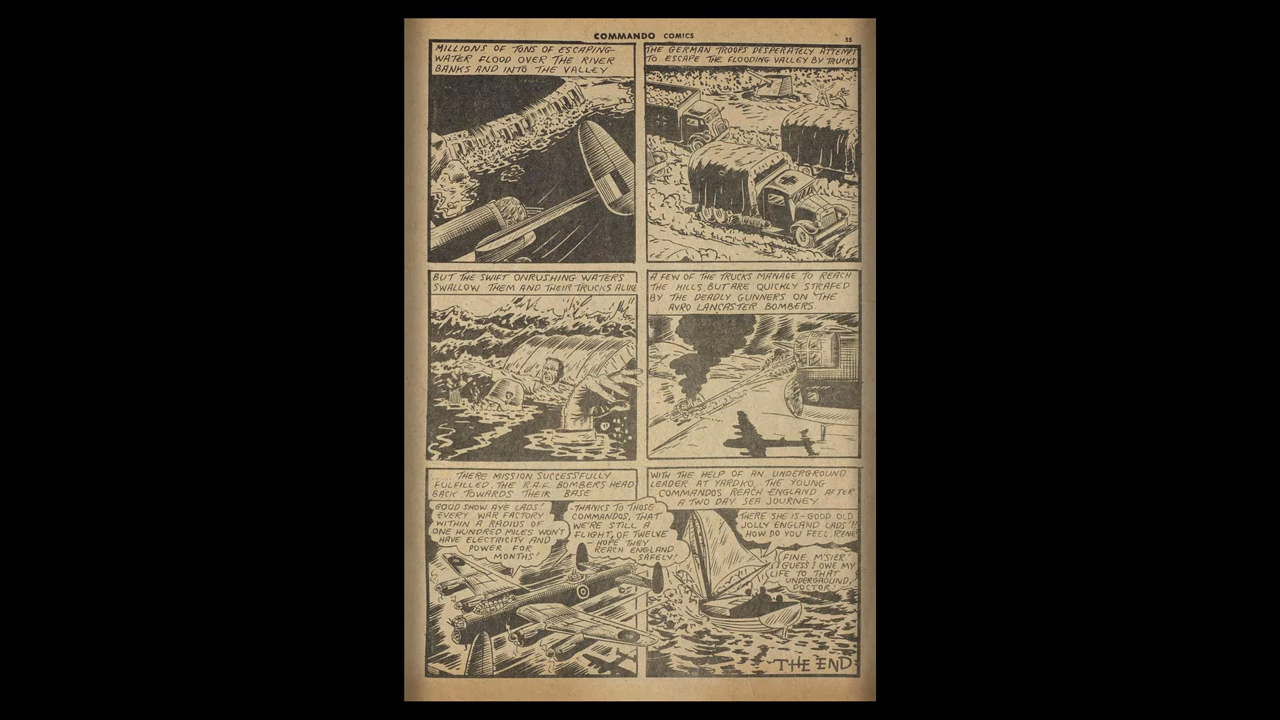 COMMANDO COMICS
33
MILLIONS OF TONS OF ESCAPING
WATER FLOOD OVER THE RIVER
BANKS AND INTO THE VALLEY
THE GERMAN TROOPS DESPERATELY ATTEMPT
TO ESCAPE THE FLOODING VALLEY BY TRUCKS
BUT THE SWIFT ONRUSHING WATERS
SWALLOW THEM AND THEIR TRUCKS ALIVE
A FEW OF THE TRUCKS MANAGE TO REACH
THE HILLS, BUT ARE QUICKLY STRAFED
BY THE DEADLY GUNNERS ON THE
AVRO LANCASTER BOMBERS.
THERE MISSION SUCCESSFULLY
FULFILLED, THE R.A.F. BOMBERS HEAD
BACK TOWARDS THEIR BASE
GOOD SHOW AYE LADS!
EVERY WAR FACTORY
WITHIN A RADIUS OF
ONE HUNDRED MILES WON'T
HAVE ELECTRICITY AND
POWER FOR
MONTHS'
-THANKS TO THOSE
COMMANDOS, THAT
WE'RE STILL A
FLIGHT OF TWELVE
- HOPE THEY
REACH ENGLAND
SAFELY!
WITH THE HELP OF AN UNDERGROUND
LEADER AT YARDKO, THE YOUNG
COMMANDOS REACH ENGLAND AFTER
A TWO DAY SEA JOURNEY.
THERE SHE IS-GOOD OLD
JOLLY ENGLAND LADS'!!
HOW DO YOU FEEL, RENE
FINE, M'SIER
I GUESS I OWE MY
LIFE TO THAT
UNDERGROUND
DOCTOR!
THE END